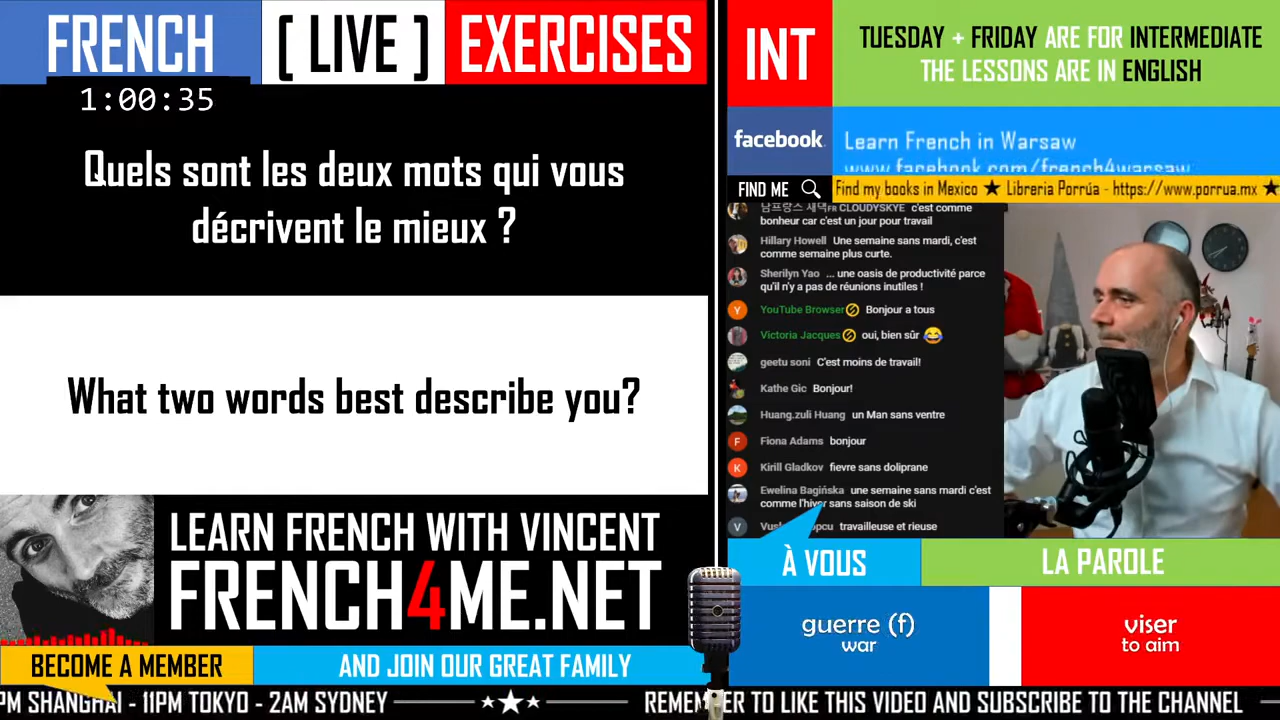 FRENCH
[ LIVE ]
EXERCISES
1:00:35
Quels sont les deux mots qui vous
décrivent le mieux ?
What two words best describe you?
LEARN FRENCH WITH VINCENT
FRENCH4ME.NET
BECOME A MEMBER
AND JOIN OUR GREAT FAMILY
INT
TUESDAY + FRIDAY ARE FOR INTERMEDIATE
THE LESSONS ARE IN ENGLISH
facebook
Learn French in Warsaw
www.facebook.com/french4warsaw
FIND ME
Find my books in Mexico ★ Libreria Porrúa - https://www.porrua.mx ★
FR CLOUDYSKYE c'est comme
bonheur car c'est un jour pour travail
Hillary Howell Une semaine sans mardi, c'est
comme semaine plus curte.
Sherilyn Yao ... une oasis de productivité parce
qu'il n'y a pas de réunions inutiles !
YouTube Browser Bonjour a tous
Victoria Jacques oui, bien sûr 😂
geetu soni C'est moins de travail!
Kathe Gic Bonjour!
Huang.zuli Huang un Man sans ventre
Fiona Adams bonjour
Kirill Gladkov fievre sans doliprane
Ewelina Bagińska une semaine sans mardi c'est
comme l'hiver sans saison de ski
travailleuse et rieuse
À VOUS
LA PAROLE
guerre (f)
war
viser
to aim
PM SHANGHAI - 11PM TOKYO - 2AM SYDNEY
★ REMEMBER TO LIKE THIS VIDEO AND SUBSCRIBE TO THE CHANNEL